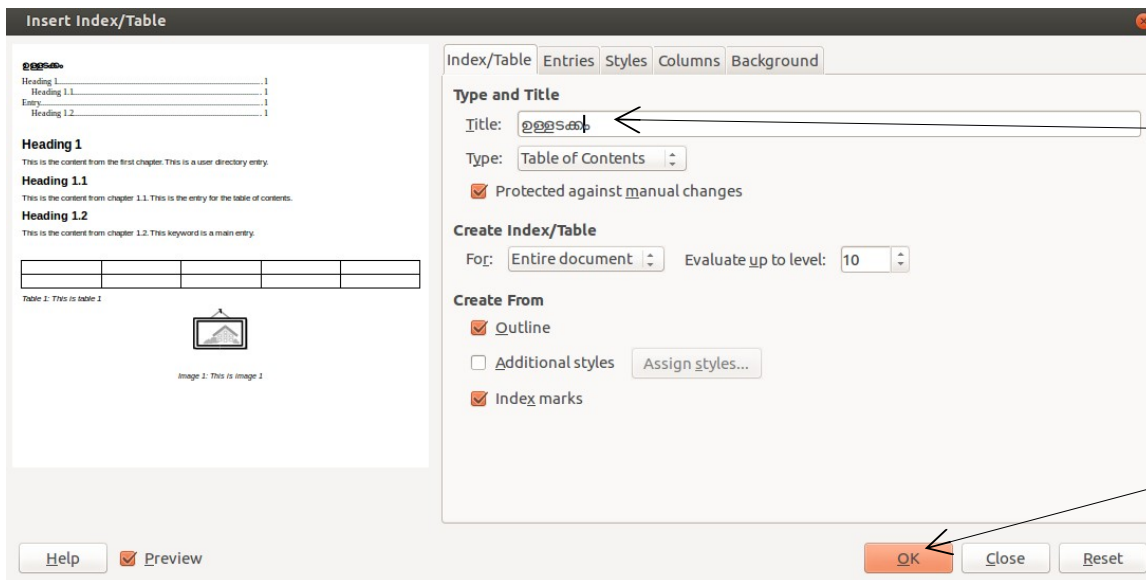 Insert Index/Table
ഉള്ളടക്കം
Heading 1 1
Heading 1.1 1
Entry 1
Heading 1.2 1
Heading 1
This is the content from the first chapter. This is a user directory entry.
Heading 1.1
This is the content from chapter 1.1. This is the entry for the table of contents.
Heading 1.2
This is the content from chapter 1.2. This keyword is a main entry.
Table 1: This is table 1
Image 1: This is image 1
Index/Table Entries Styles Columns Background
Type and Title
Title: ഉള്ളടക്കം
Type: Table of Contents
Protected against manual changes
Create Index/Table
For: Entire document Evaluate up to level: 10
Create From
Outline
Additional styles Assign styles...
Index marks
Help Preview OK Close Reset